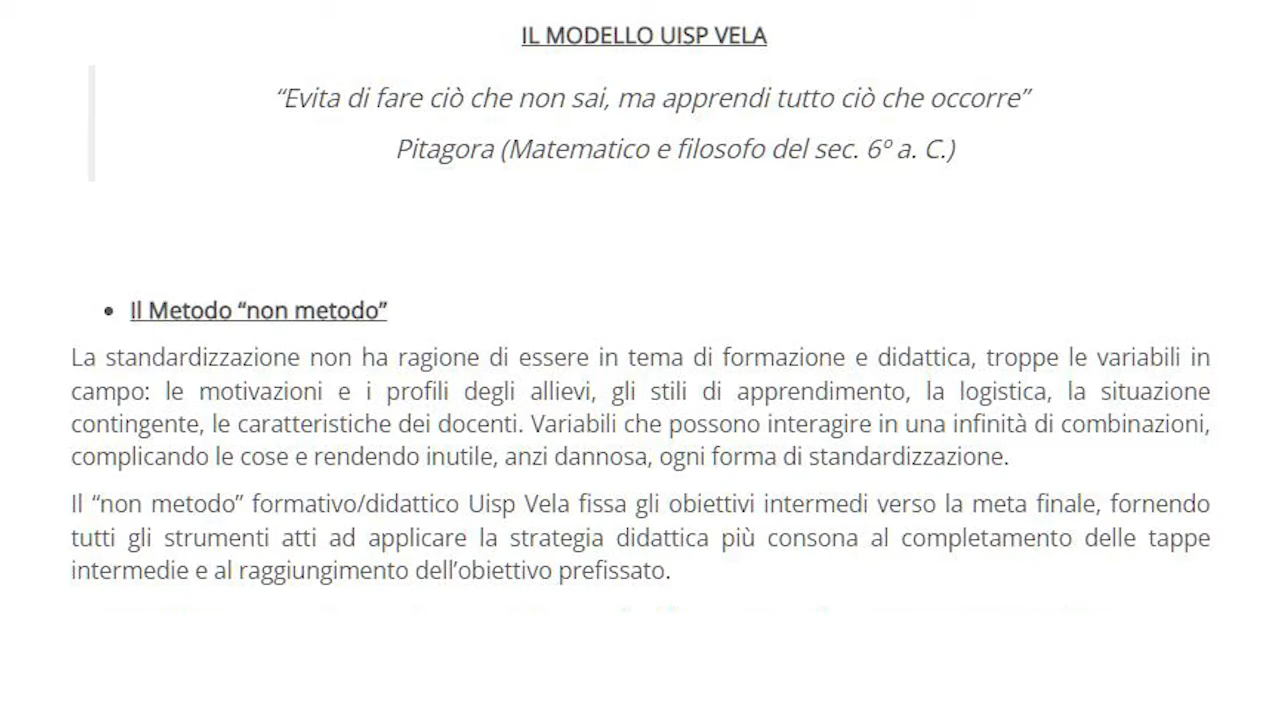 IL MODELLO UISP VELA
“Evita di fare ciò che non sai, ma apprendi tutto ciò che occorre”
Pitagora (Matematico e filosofo del sec. 6º a. C.)
• Il Metodo “non metodo”
La standardizzazione non ha ragione di essere in tema di formazione e didattica, troppe le variabili in
campo: le motivazioni e i profili degli allievi, gli stili di apprendimento, la logistica, la situazione
contingente, le caratteristiche dei docenti. Variabili che possono interagire in una infinità di combinazioni,
complicando le cose e rendendo inutile, anzi dannosa, ogni forma di standardizzazione.
Il “non metodo” formativo/didattico Uisp Vela fissa gli obiettivi intermedi verso la meta finale, fornendo
tutti gli strumenti atti ad applicare la strategia didattica più consona al completamento delle tappe
intermedie e al raggiungimento dell’obiettivo prefissato.